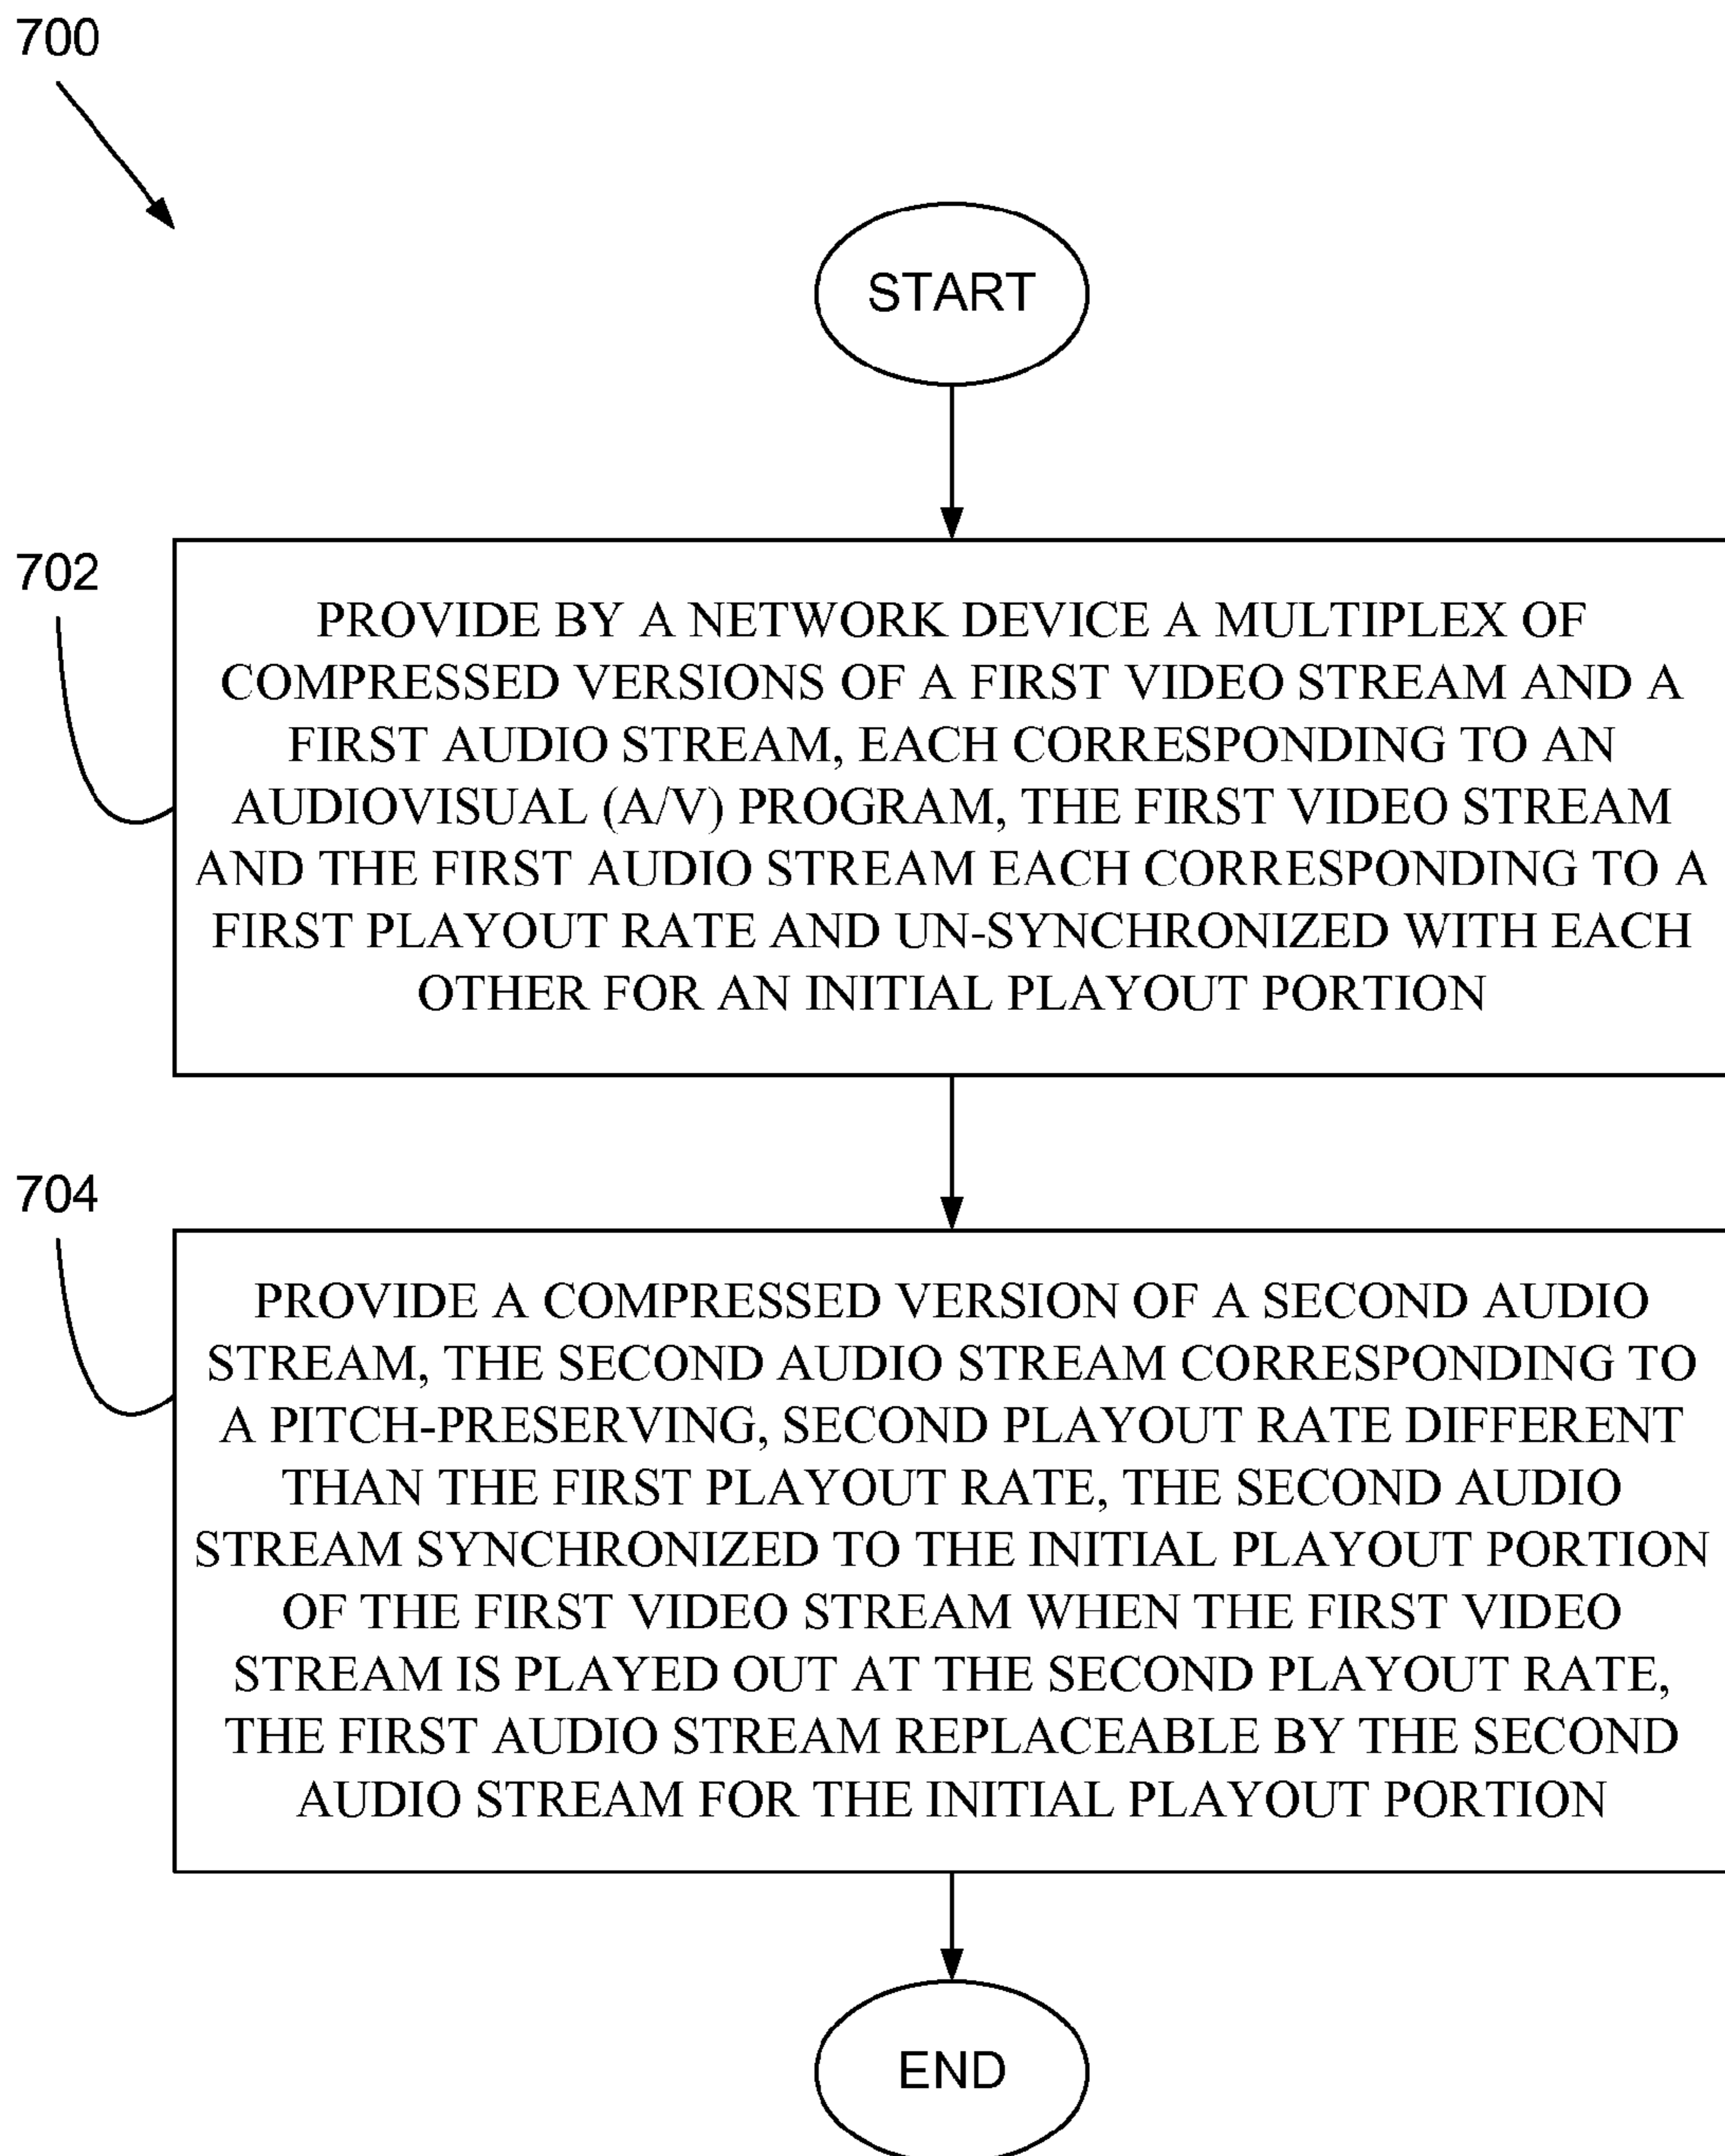 700
START
702
PROVIDE BY A NETWORK DEVICE A MULTIPLEX OF
COMPRESSED VERSIONS OF A FIRST VIDEO STREAM AND A
FIRST AUDIO STREAM, EACH CORRESPONDING TO AN
AUDIOVISUAL (A/V) PROGRAM, THE FIRST VIDEO STREAM
AND THE FIRST AUDIO STREAM EACH CORRESPONDING TO A
FIRST PLAYOUT RATE AND UN-SYNCHRONIZED WITH EACH
OTHER FOR AN INITIAL PLAYOUT PORTION
704
PROVIDE A COMPRESSED VERSION OF A SECOND AUDIO
STREAM, THE SECOND AUDIO STREAM CORRESPONDING TO
A PITCH-PRESERVING, SECOND PLAYOUT RATE DIFFERENT
THAN THE FIRST PLAYOUT RATE, THE SECOND AUDIO
STREAM SYNCHRONIZED TO THE INITIAL PLAYOUT PORTION
OF THE FIRST VIDEO STREAM WHEN THE FIRST VIDEO
STREAM IS PLAYED OUT AT THE SECOND PLAYOUT RATE,
THE FIRST AUDIO STREAM REPLACEABLE BY THE SECOND
AUDIO STREAM FOR THE INITIAL PLAYOUT PORTION
END